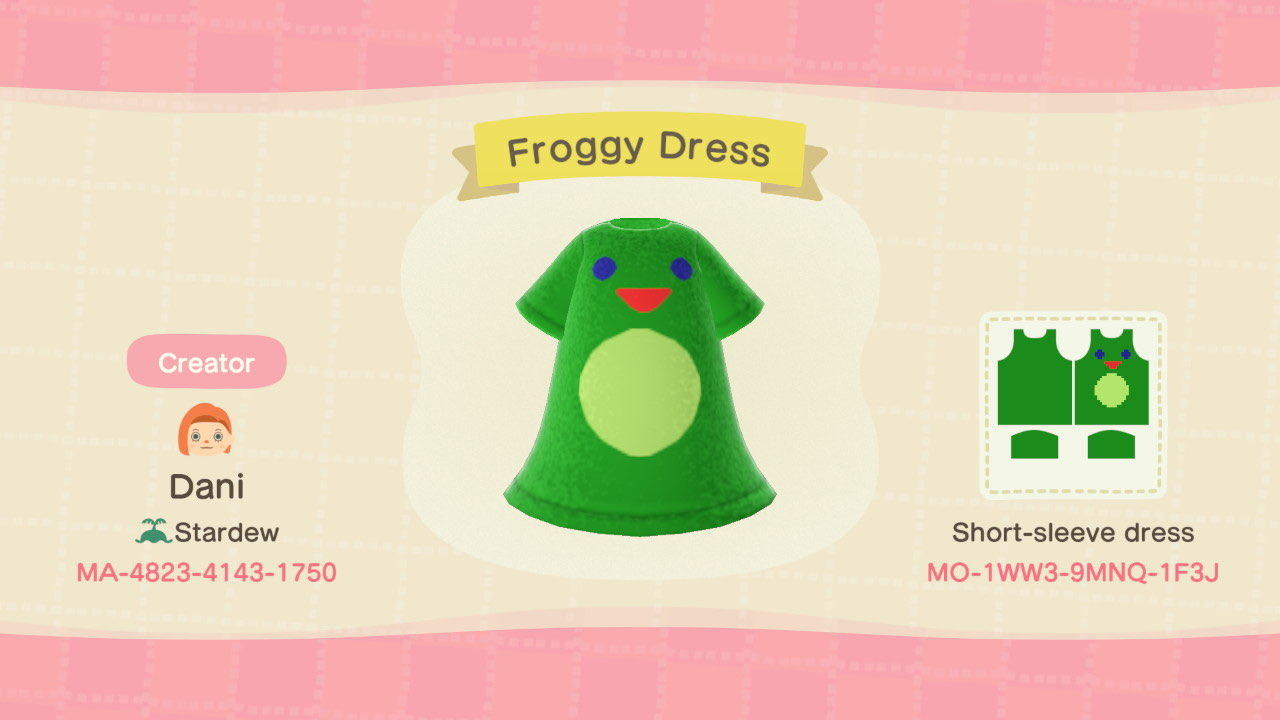 Froggy Dress
Creator
Dani
Stardew
MA-4823-4143-1750
Short-sleeve dress
MO-1WW3-9MNQ-1F3J